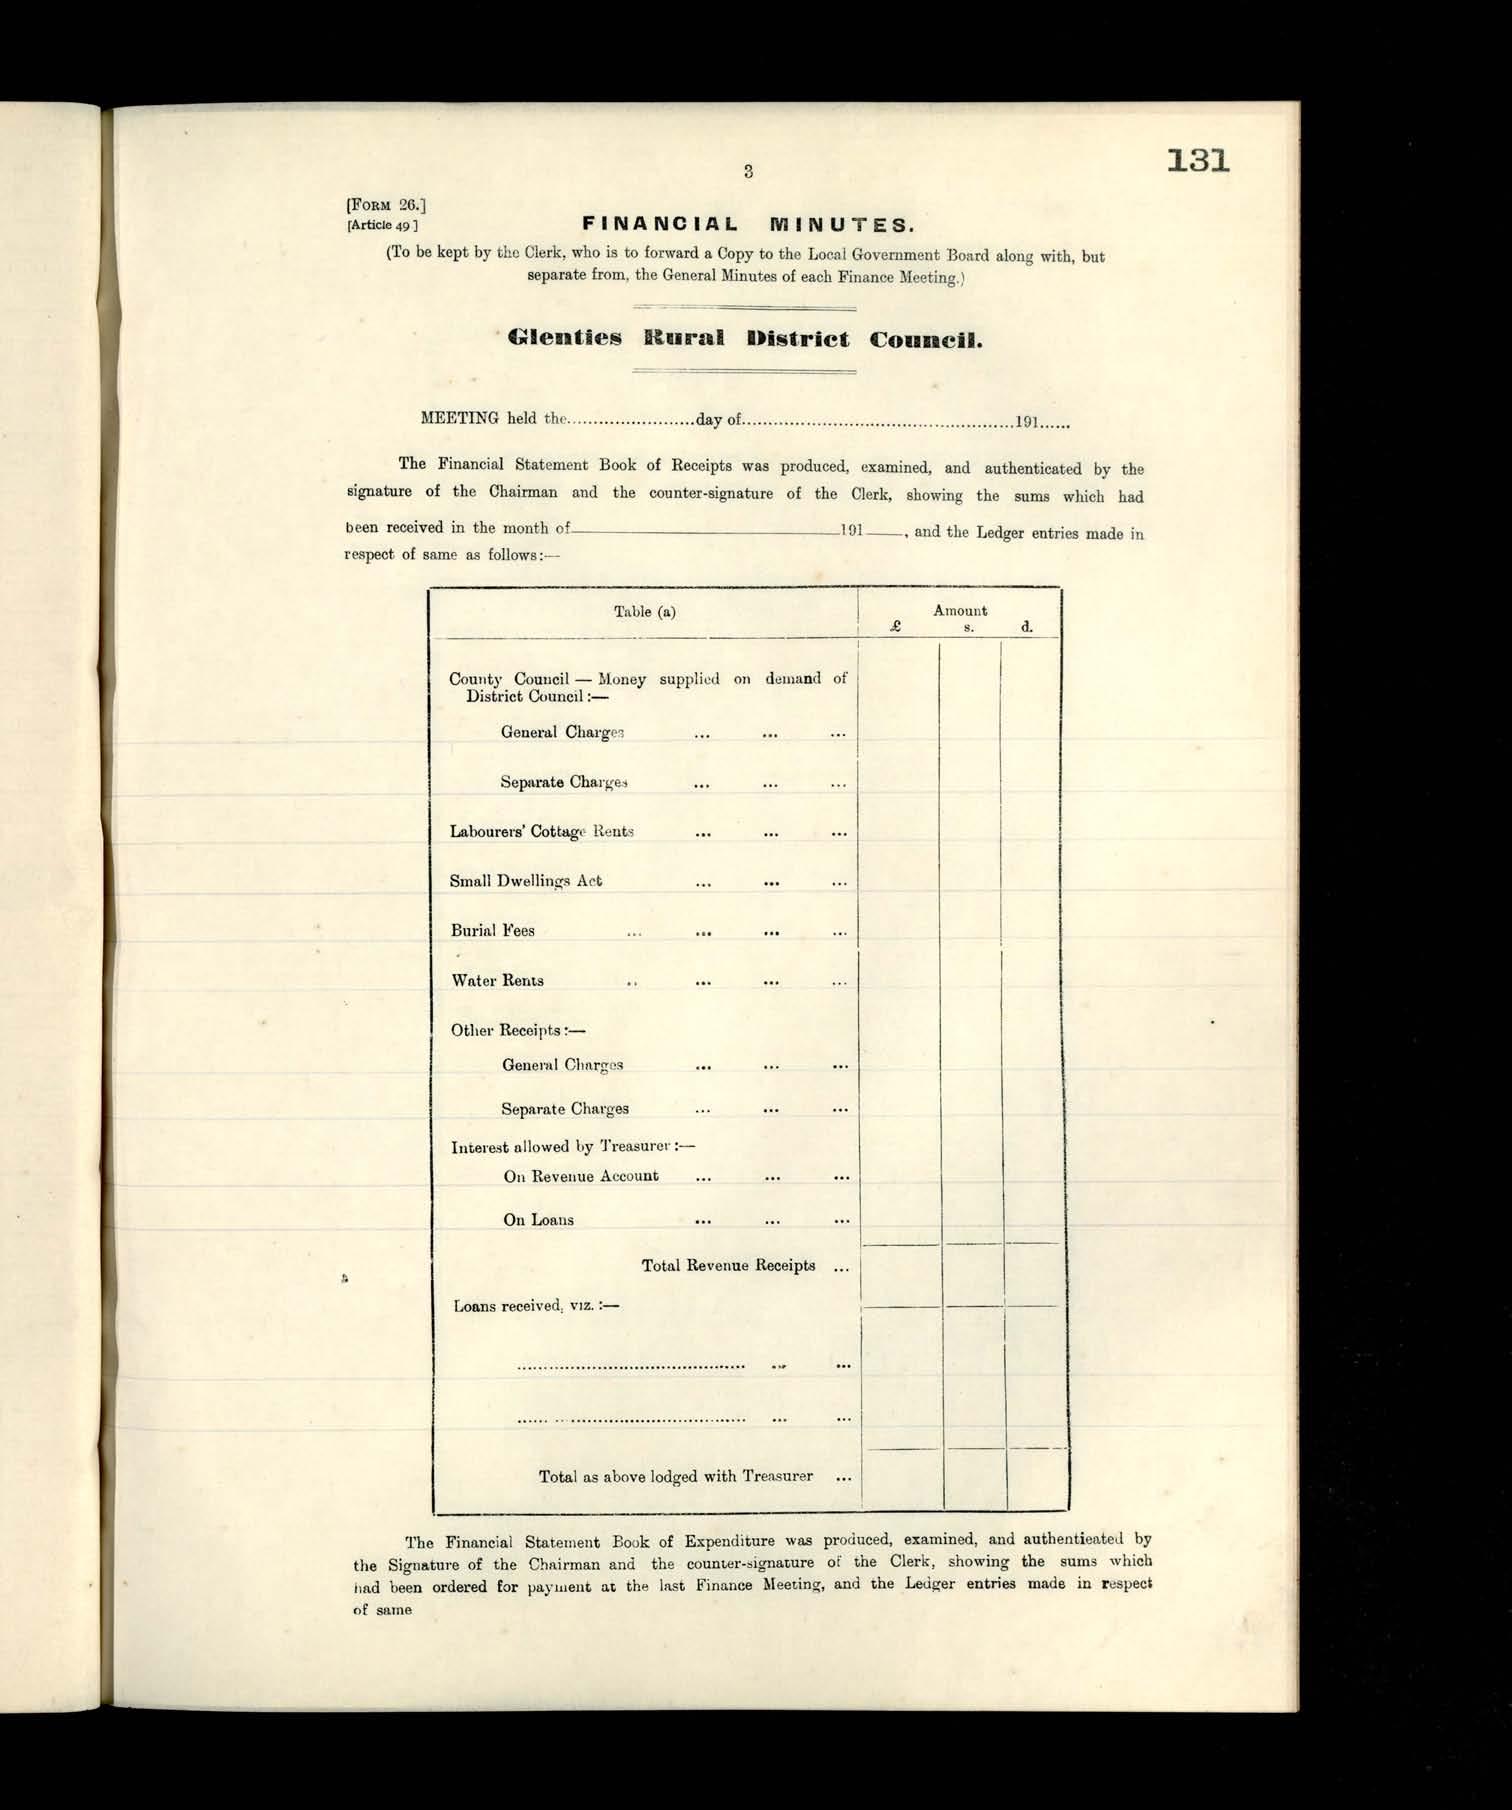 131
3
[FORM 26.]
[Article 49 ]
FINANCIAL MINUTES.
(To be kept by the Clerk, who is to forward a Copy to the Local Government Board along with, but
separate from, the General Minutes of each Finance Meeting.)
Glenties Rural District Council.
MEETING held the........................day of....................................................191......
The Financial Statement Book of Receipts was produced, examined, and authenticated by the
signature of the Chairman and the counter-signature of the Clerk, showing the sums which had
been received in the month of____________________191____, and the Ledger entries made in
respect of same as follows:—
Table (a) Amount
£ s. d.
County Council — Money supplied on demand of
District Council :—
General Charges ... ... ...
Separate Charges ... ... ...
Labourers' Cottage Rents ... ... ...
Small Dwellings Act ... ... ...
Burial Fees ... ... ... ...
Water Rents .. ... ... ...
Other Receipts :—
General Charges ... ... ...
Separate Charges ... ... ...
Interest allowed by Treasurer :—
On Revenue Account ... ... ...
On Loans ... ... ...
Total Revenue Receipts ...
Loans received, viz. :—
............................................. ... ...
...... ...................................... ... ...
Total as above lodged with Treasurer ...
The Financial Statement Book of Expenditure was produced, examined, and authentieated by
the Signature of the Chairman and the counter-signature of the Clerk, showing the sums which
had been ordered for payment at the last Finance Meeting, and the Ledger entries made in respect
of same